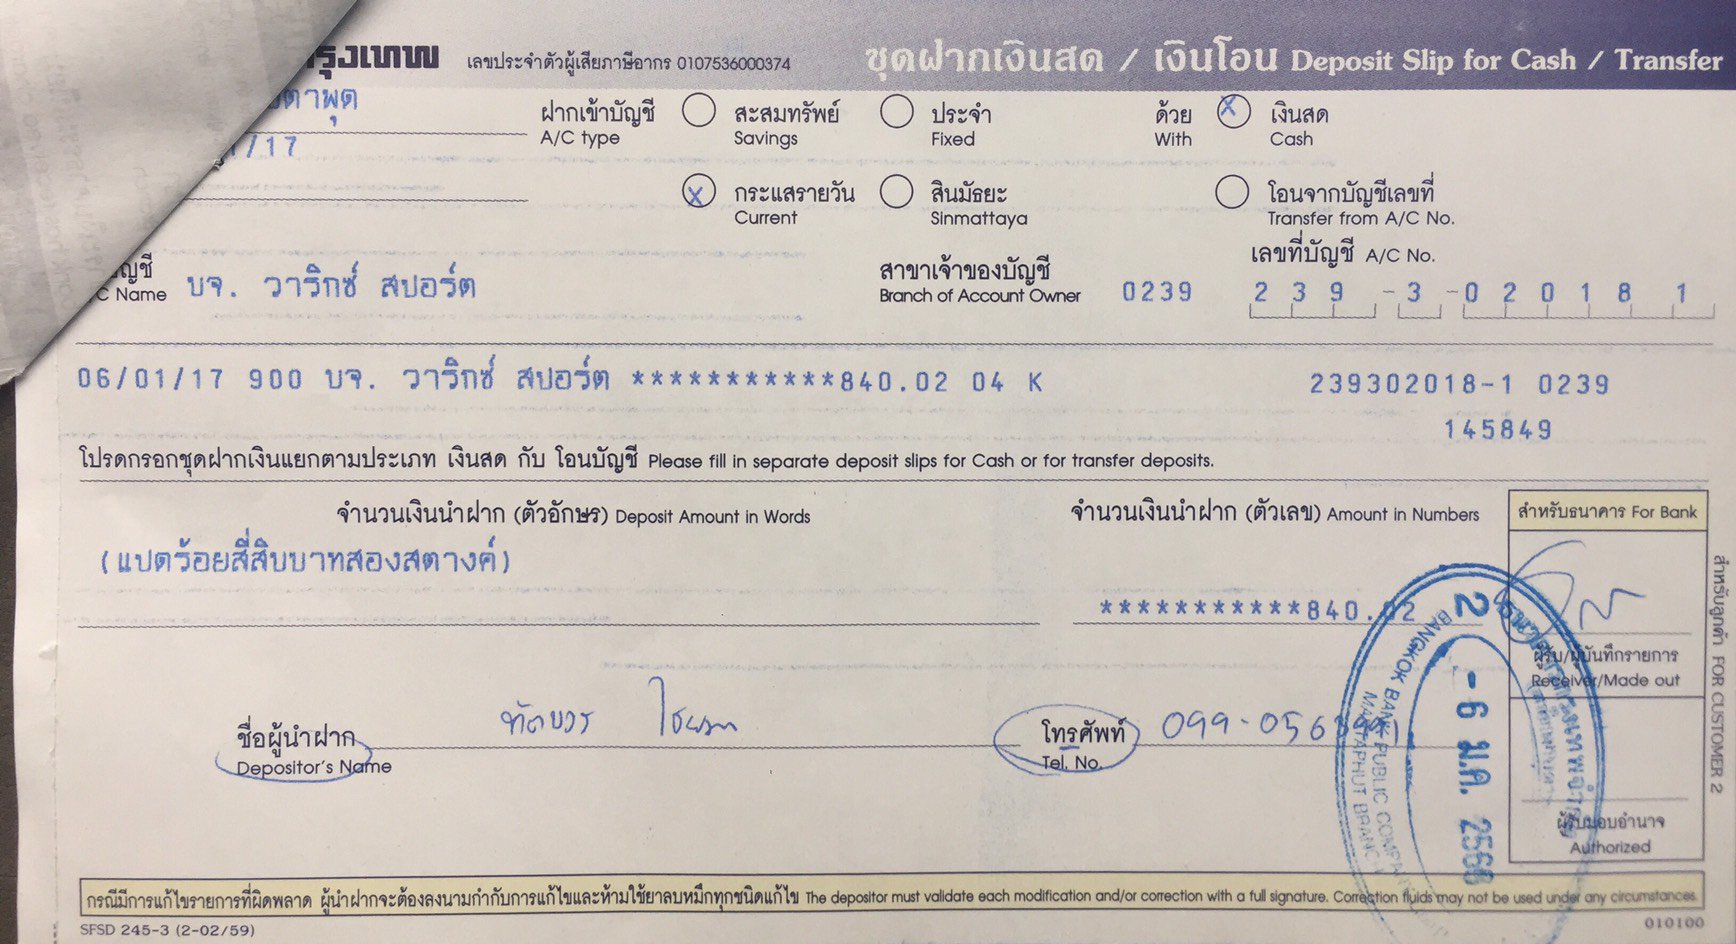 กรุงเทพ เลขประจำตัวผู้เสียภาษีอากร 0107536000374 ชุดฝากเงินสด / เงินโอน Deposit Slip for Cash / Transfer
ตาพุด ฝากเข้าบัญชี สะสมทรัพย์ ประจำ ด้วย X เงินสด
A/C type Savings Fixed With Cash
1/17
X กระแสรายวัน สินมัธยะ โอนจากบัญชีเลขที่
Current Sinmattaya Transfer from A/C No.
บัญชี บจ. วาริกซ์ สปอร์ต สาขาเจ้าของบัญชี เลขที่บัญชี A/C No.
C Name Branch of Account Owner 0239 2 3 9 - 3 - 0 2 0 1 8 1
06/01/17 900 บจ. วาริกซ์ สปอร์ต ***********840.02 04 K 239302018-1 0239
145849
โปรดกรอกชุดฝากเงินแยกตามประเภท เงินสด กับ โอนบัญชี Please fill in separate deposit slips for Cash or for transfer deposits.
จำนวนเงินนำฝาก (ตัวอักษร) Deposit Amount in Words จำนวนเงินนำฝาก (ตัวเลข) Amount in Numbers สำหรับธนาคาร For Bank
(แปดร้อยสี่สิบบาทสองสตางค์)
***********840.02
ผู้รับ/ผู้บันทึกรายการ
Receiver/Made out
ชื่อผู้นำฝาก โทรศัพท์ 099-056
Depositor's Name Tel. No.
ผู้รับมอบอำนาจ
Authorized
2
BANGKOK BANK PUBLIC COMPANY
MAPTAPHUT BRANCH
- 6 ม.ค. 2560
สำหรับลูกค้า FOR CUSTOMER 2
กรณีมีการแก้ไขรายการที่ผิดพลาด ผู้นำฝากจะต้องลงนามกำกับการแก้ไขและห้ามใช้ยาลบหมึกทุกชนิดแก้ไข The depositor must validate each modification and/or correction with a full signature. Correction fluids may not be used under any circumstances.
SFSD 245-3 (2-02/59) 010100